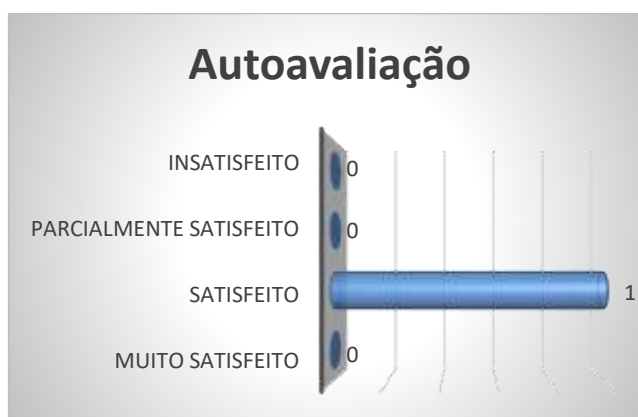 Autoavaliação
INSATISFEITO 0
PARCIALMENTE SATISFEITO 0
SATISFEITO 1
MUITO SATISFEITO 0